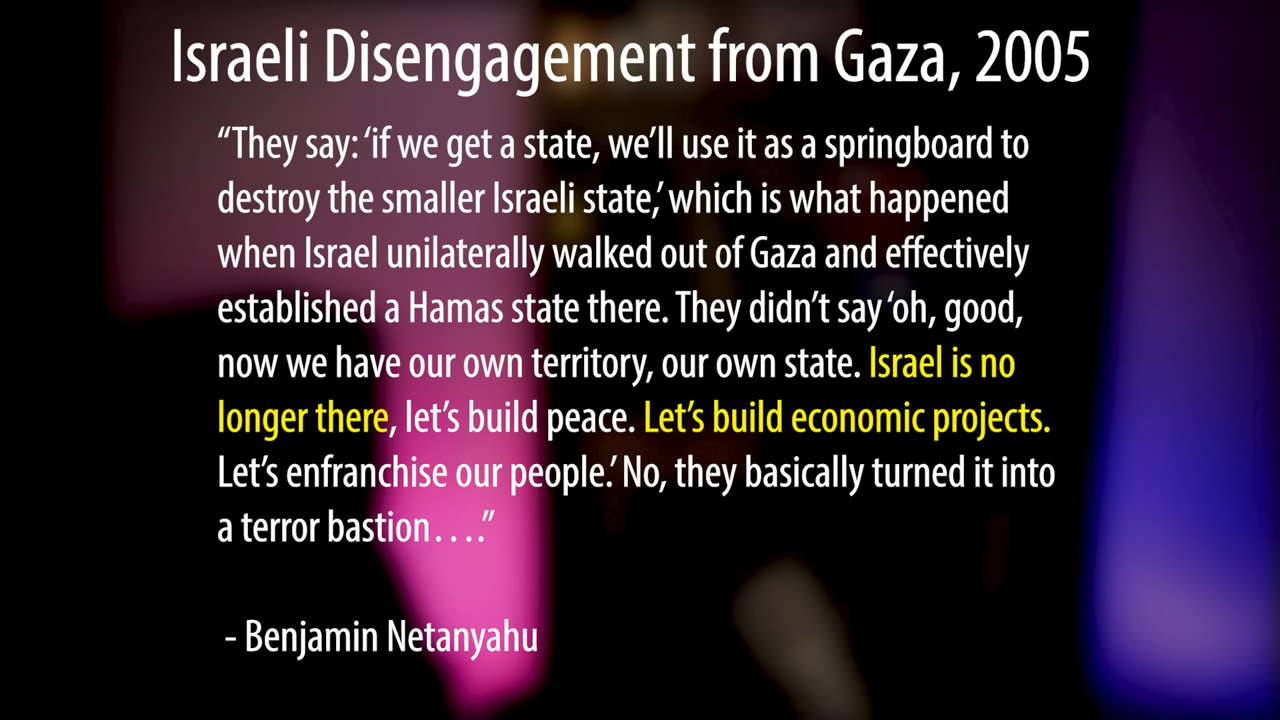 Israeli Disengagement from Gaza, 2005
“They say: ‘if we get a state, we’ll use it as a springboard to
destroy the smaller Israeli state,’ which is what happened
when Israel unilaterally walked out of Gaza and effectively
established a Hamas state there. They didn’t say ‘oh, good,
now we have our own territory, our own state. Israel is no
longer there, let’s build peace. Let’s build economic projects.
Let’s enfranchise our people.’ No, they basically turned it into
a terror bastion . . . .”
- Benjamin Netanyahu